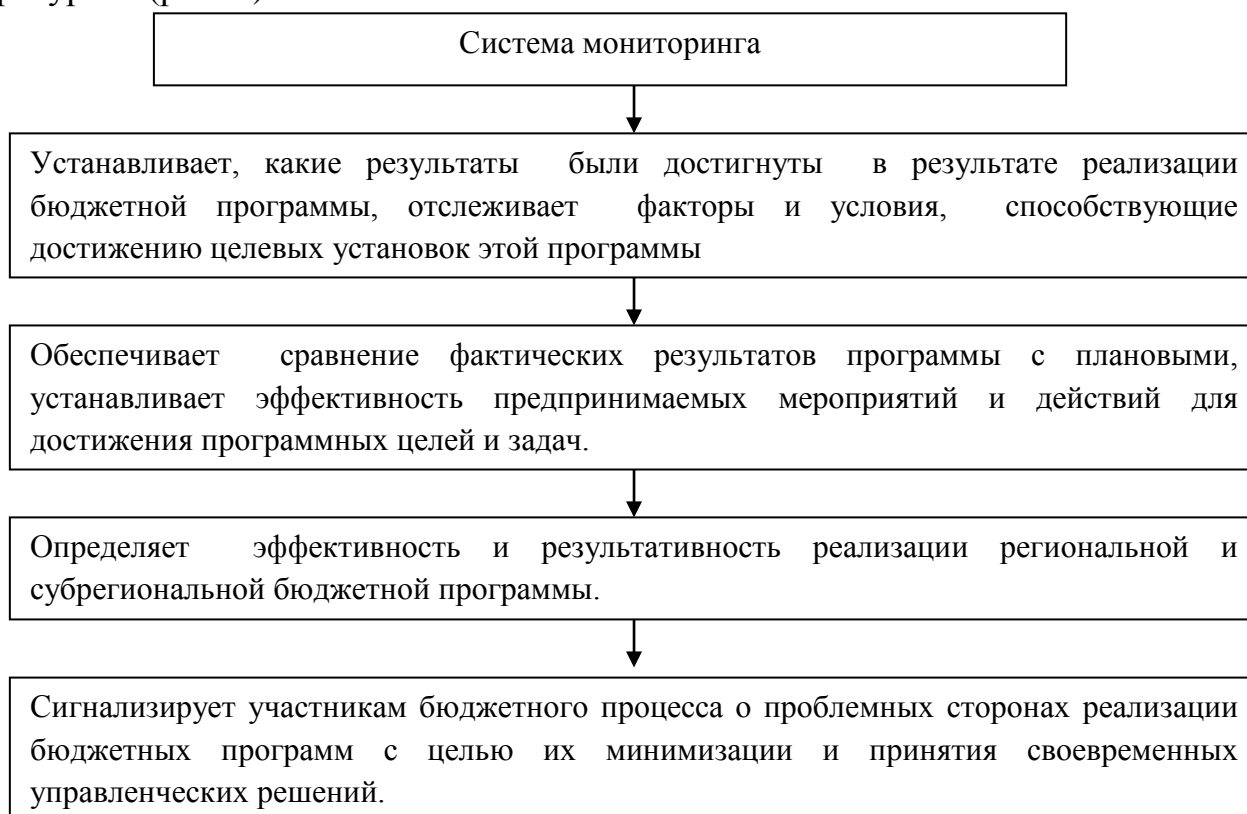 Система мониторинга
Устанавливает, какие результаты были достигнуты в результате реализации
бюджетной программы, отслеживает факторы и условия, способствующие
достижению целевых установок этой программы
Обеспечивает сравнение фактических результатов программы с плановыми,
устанавливает эффективность предпринимаемых мероприятий и действий для
достижения программных целей и задач.
Определяет эффективность и результативность реализации региональной и
субрегиональной бюджетной программы.
Сигнализирует участникам бюджетного процесса о проблемных сторонах реализации
бюджетных программ с целью их минимизации и принятия своевременных
управленческих решений.